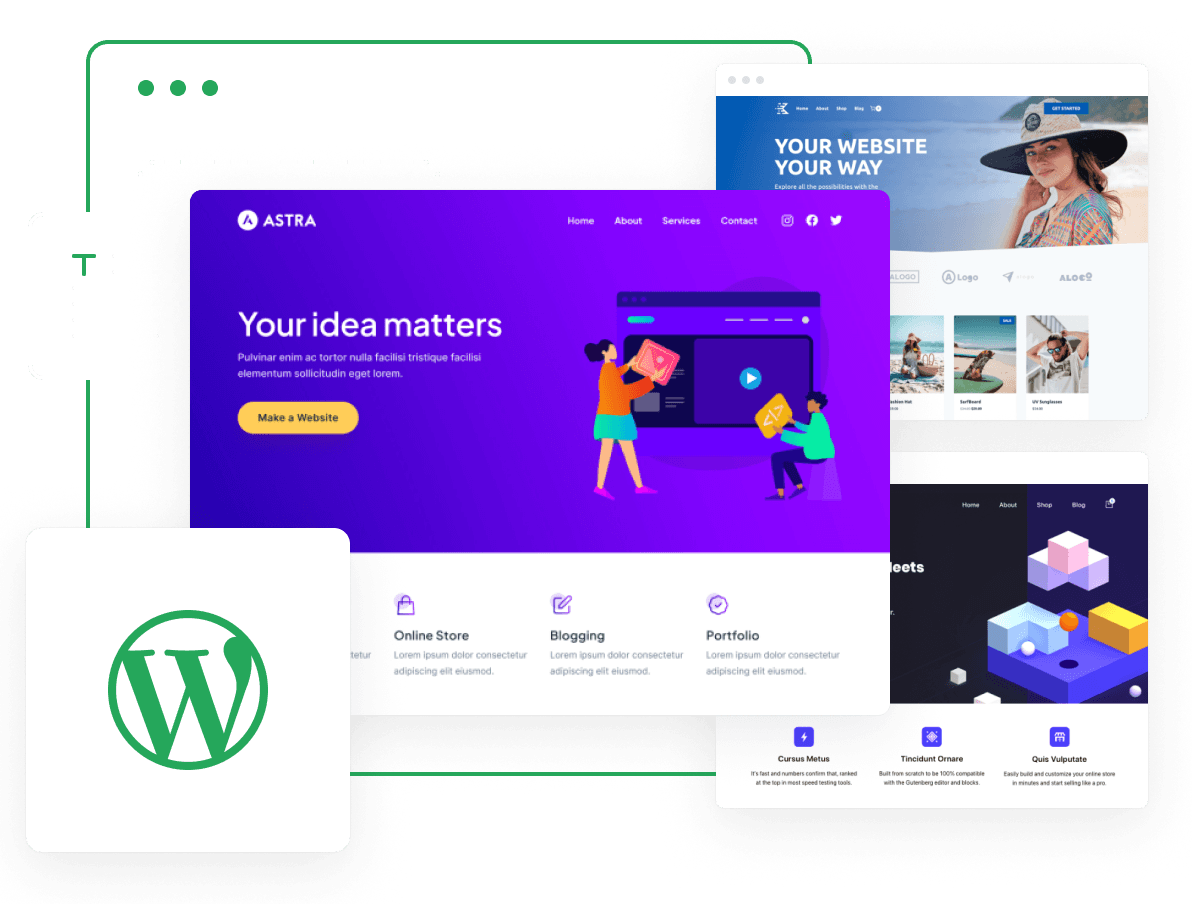 T
YOUR WEBSITE
YOUR WAY
Explore all the possibilities with the
Home About Shop Blog
GET STARTED
ALOGO
Logo
ALOGO
SALE
SurfBoard
UV Sunglasses
ASTRA
Home About Services Contact
Your idea matters
Pulvinar enim ac tortor nulla facilisi tristique facilisi
elementum sollicitudin eget lorem.
Make a Website
Online Store
Lorem ipsum dolor consectetur
adipiscing elit eiusmod.
Blogging
Lorem ipsum dolor consectetur
adipiscing elit eiusmod.
Portfolio
Lorem ipsum dolor consectetur
adipiscing elit eiusmod.
tetur
W
Home About Shop Blog
leets
Cursus Metus
It's fast and numbers confirm that, ranked
at the top in most speed testing tools.
Tincidunt Ornare
Built from scratch to be 100% compatible
with the Gutenberg editor and blocks.
Quis Vulputate
Easily build and customize your online store
in minutes and start selling like a pro.